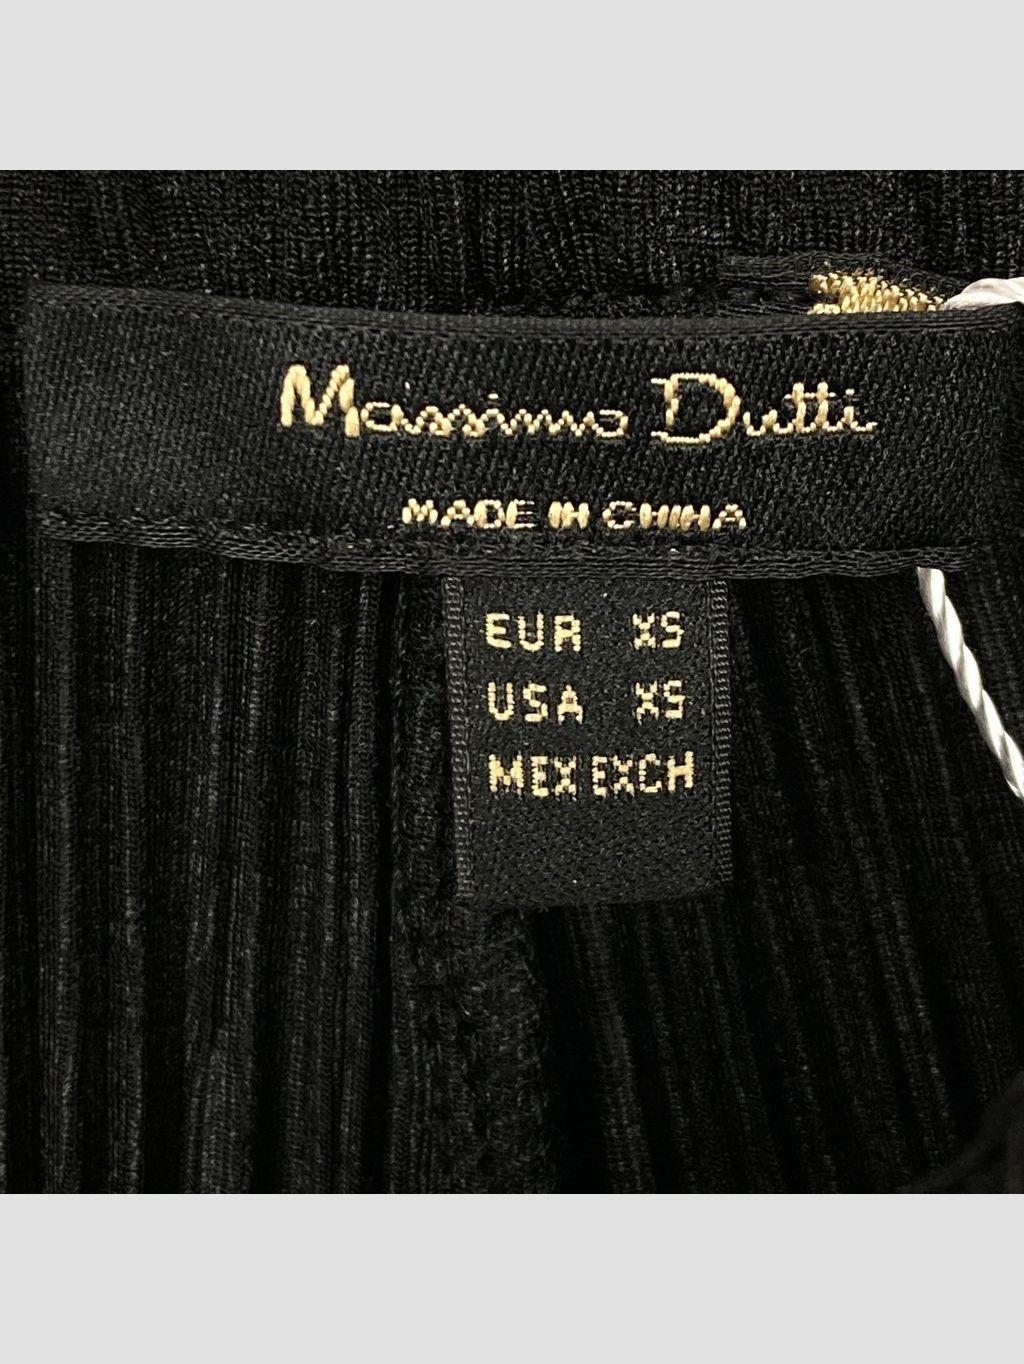 Massimo Dutti
MADE IN CHINA
EUR XS
USA XS
MEX EXCH